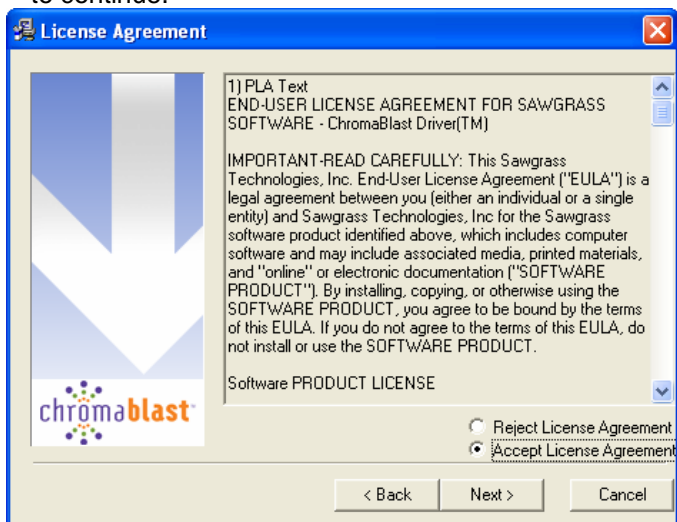 to continue.
License Agreement
1) PLA Text
END-USER LICENSE AGREEMENT FOR SAWGRASS
SOFTWARE - ChromaBlast Driver(TM)
IMPORTANT-READ CAREFULLY: This Sawgrass
Technologies, Inc. End-User License Agreement ("EULA") is a
legal agreement between you (either an individual or a single
entity) and Sawgrass Technologies, Inc for the Sawgrass
software product identified above, which includes computer
software and may include associated media, printed materials,
and "online" or electronic documentation ("SOFTWARE
PRODUCT"). By installing, copying, or otherwise using the
SOFTWARE PRODUCT, you agree to be bound by the terms
of this EULA. If you do not agree to the terms of this EULA, do
not install or use the SOFTWARE PRODUCT.
Software PRODUCT LICENSE
chromablast
Reject License Agreement
Accept License Agreement
< Back
Next >
Cancel